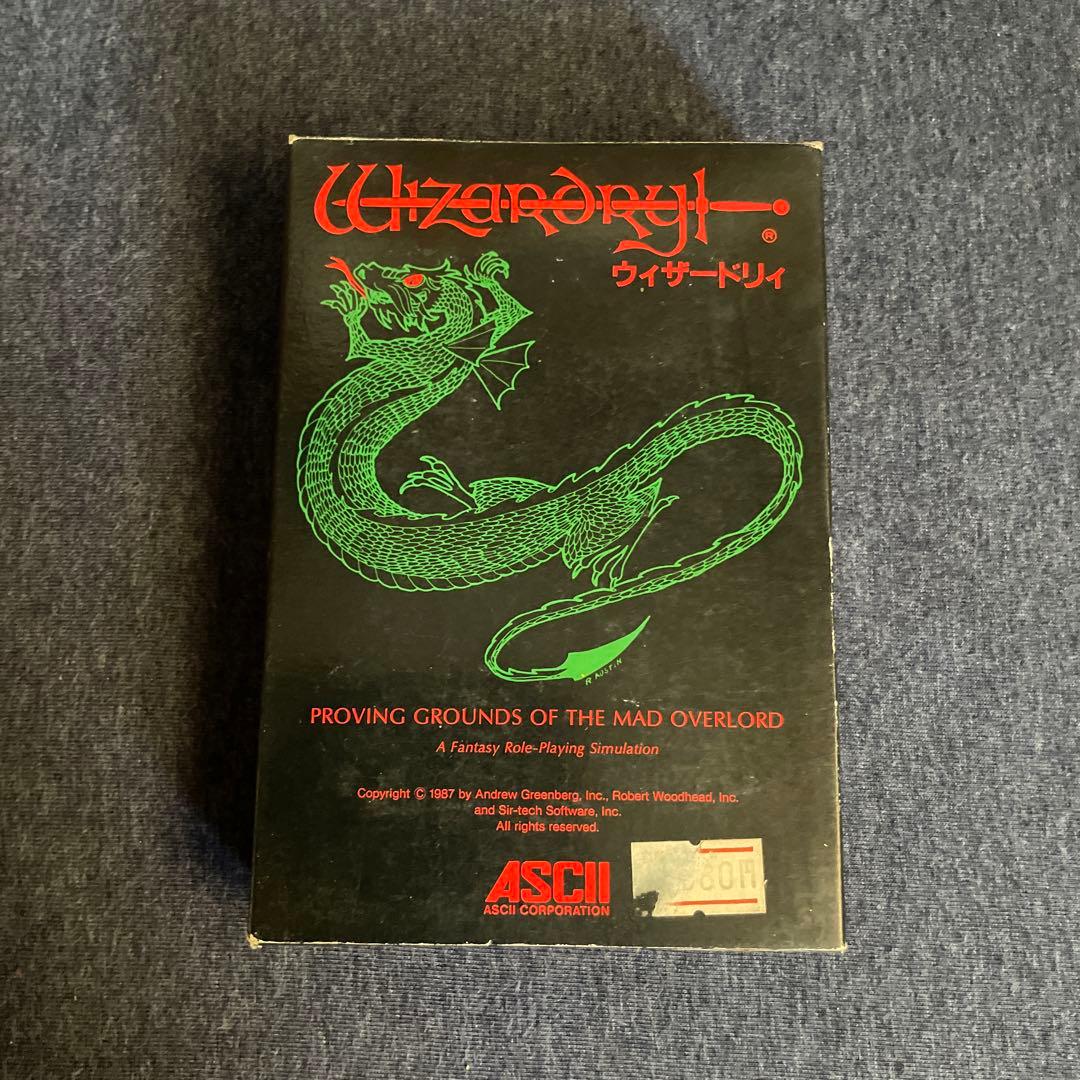 Wizardry
®
ウィザードリィ
R AUSTIN
PROVING GROUNDS OF THE MAD OVERLORD
A Fantasy Role-Playing Simulation
Copyright © 1987 by Andrew Greenberg, Inc., Robert Woodhead, Inc.
and Sir-tech Software, Inc.
All rights reserved.
ASCII
ASCII CORPORATION